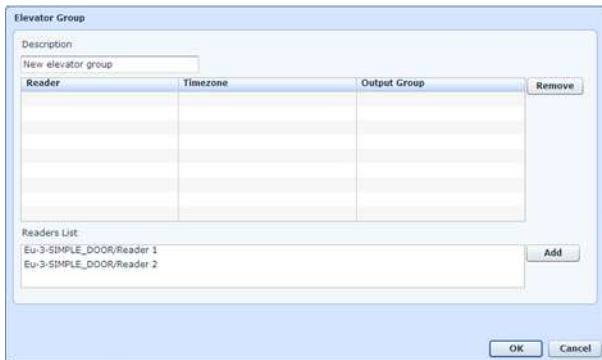 Elevator Group
Description
New elevator group
Reader Timezone Output Group
Remove
Readers List
Eu-3-SIMPLE_DOOR/Reader 1
Eu-3-SIMPLE_DOOR/Reader 2
Add
OK Cancel